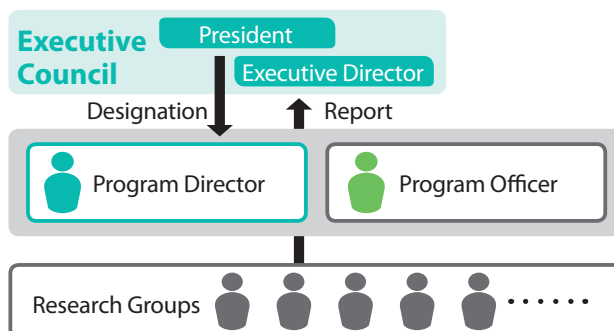 Executive
Council
President
Executive Director
Designation
Report
Program Director
Program Officer
Research Groups
······